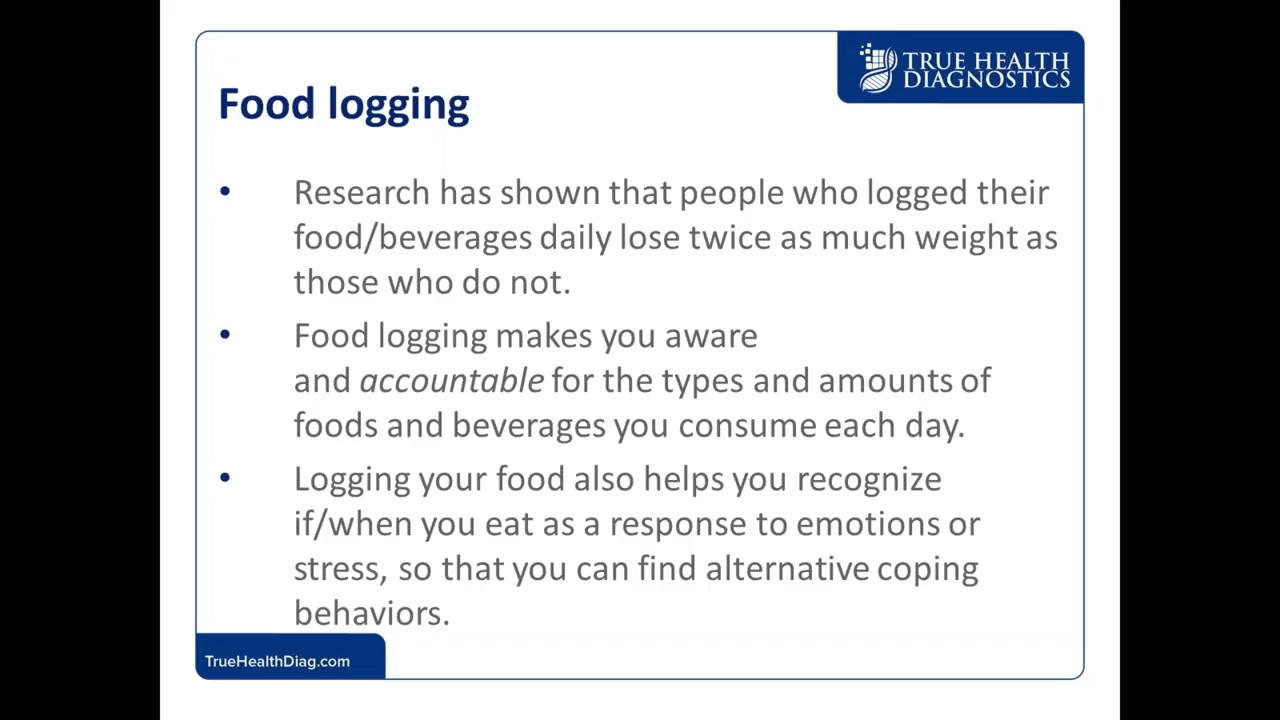 TRUE HEALTH
DIAGNOSTICS
Food logging
• Research has shown that people who logged their
food/beverages daily lose twice as much weight as
those who do not.
• Food logging makes you aware
and accountable for the types and amounts of
foods and beverages you consume each day.
• Logging your food also helps you recognize
if/when you eat as a response to emotions or
stress, so that you can find alternative coping
behaviors.
TrueHealthDiag.com